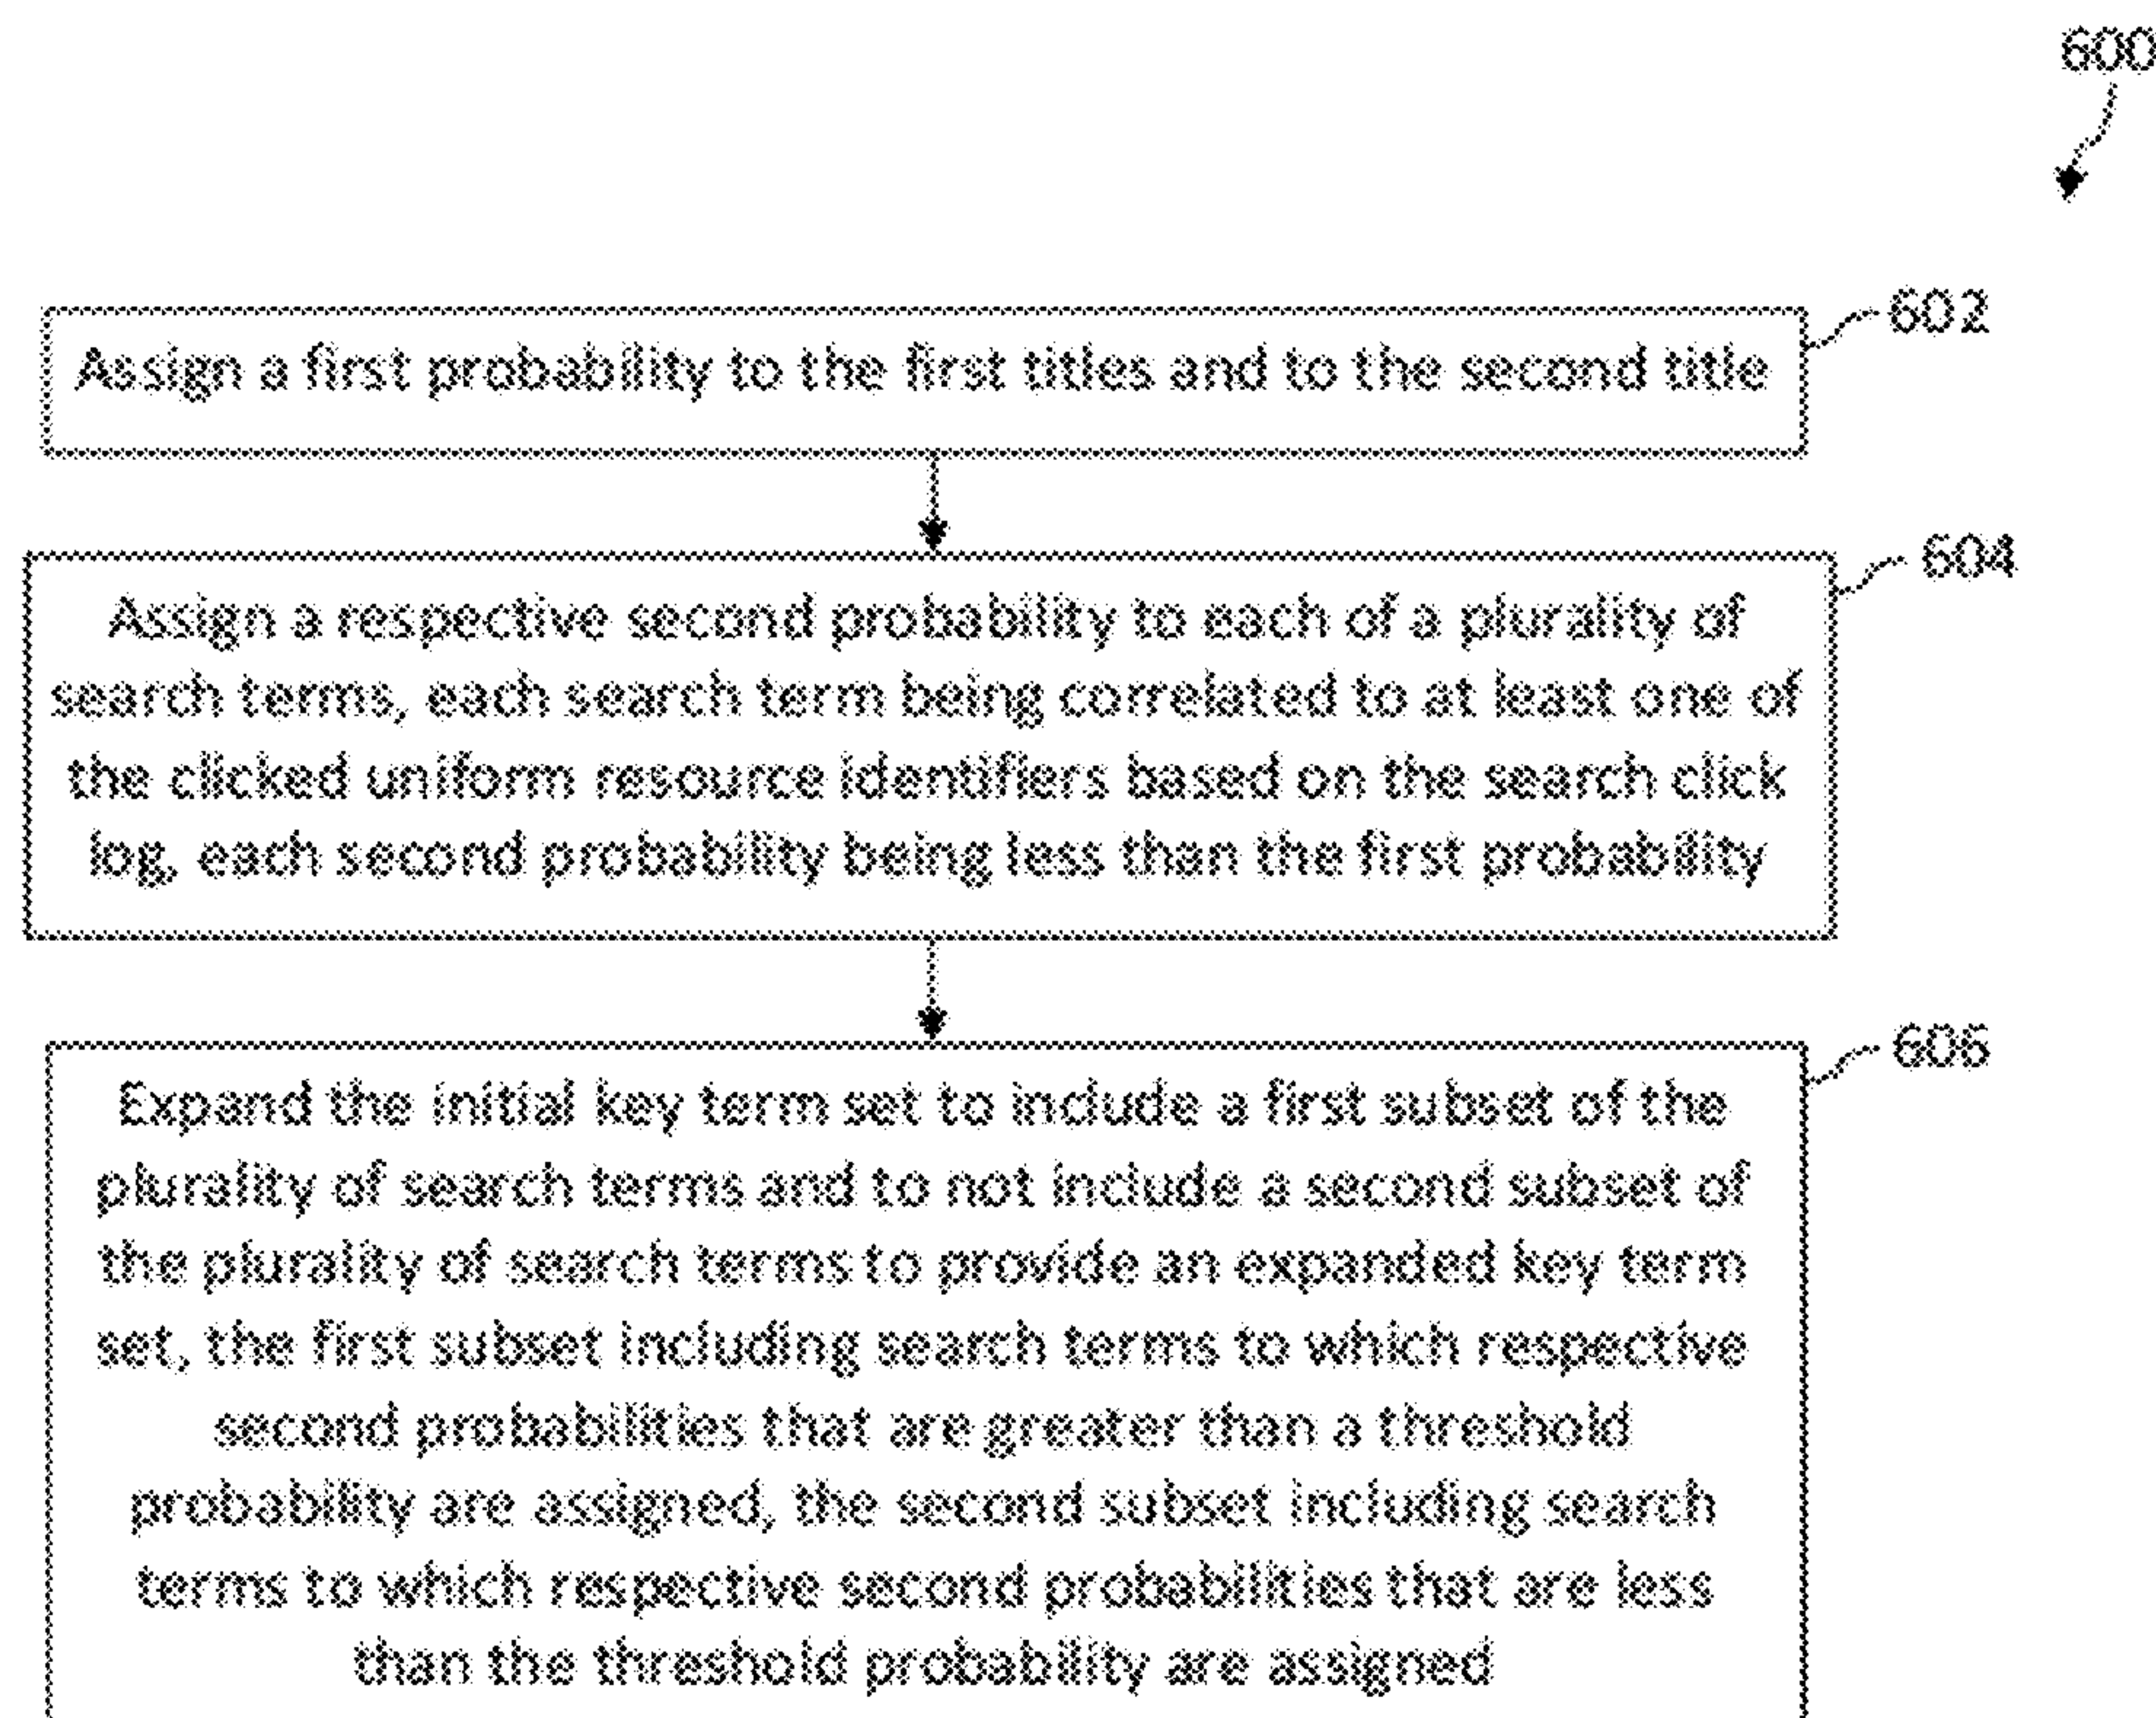 600
602
Assign a first probability to the first titles and to the second title
604
Assign a respective second probability to each of a plurality of
search terms, each search term being correlated to at least one of
the clicked uniform resource identifiers based on the search click
log, each second probability being less than the first probability
606
Expand the initial key term set to include a first subset of the
plurality of search terms and to not include a second subset of
the plurality of search terms to provide an expanded key term
set, the first subset including search terms to which respective
second probabilities that are greater than a threshold
probability are assigned, the second subset including search
terms to which respective second probabilities that are less
than the threshold probability are assigned